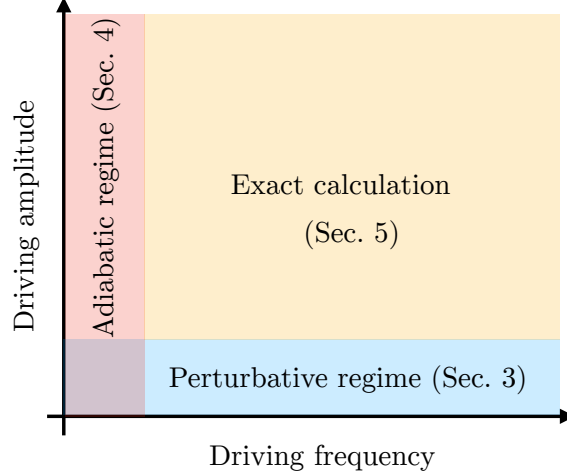 Driving amplitude
Adiabatic regime (Sec. 4)
Exact calculation
(Sec. 5)
Perturbative regime (Sec. 3)
Driving frequency